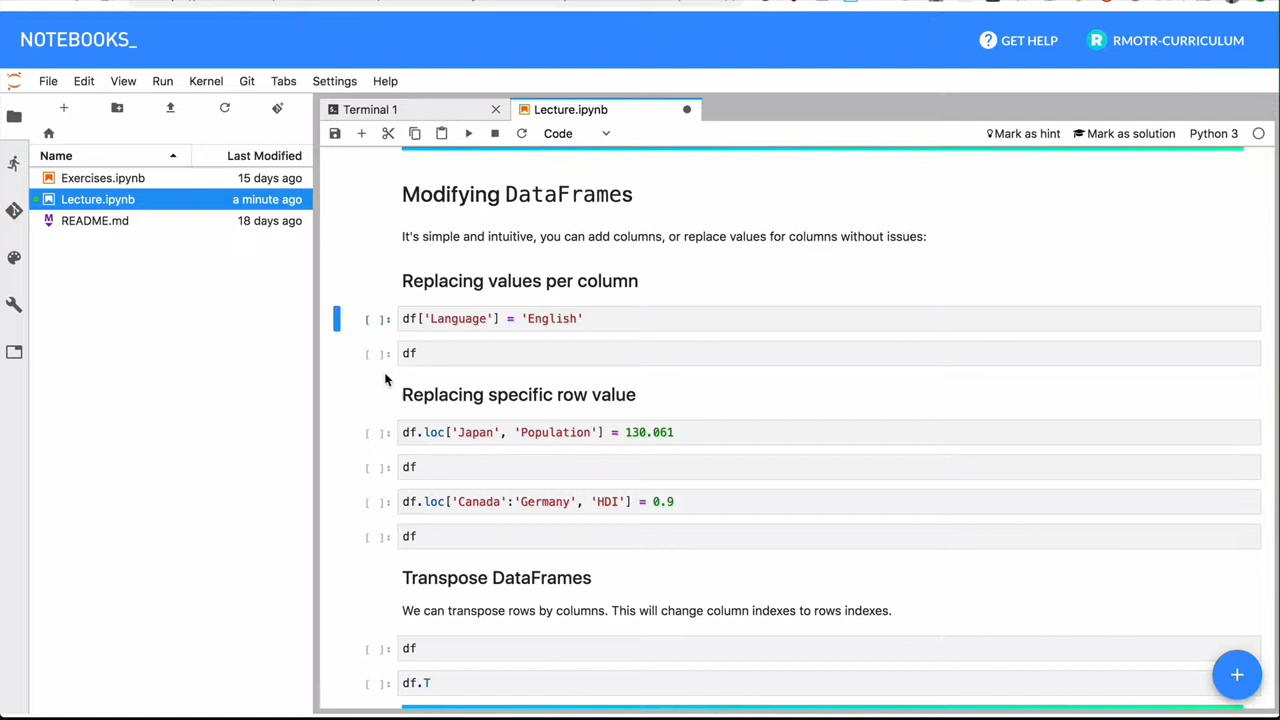 NOTEBOOKS_
GET HELP
R RMOTR-CURRICULUM
File Edit View Run Kernel Git Tabs Settings Help
Terminal 1
Lecture.ipynb
Code
Mark as hint
Mark as solution
Python 3
Name
Last Modified
Exercises.ipynb 15 days ago
Lecture.ipynb a minute ago
README.md 18 days ago
Modifying DataFrames
It's simple and intuitive, you can add columns, or replace values for columns without issues:
Replacing values per column
[ ]: df['Language'] = 'English'
[ ]: df
Replacing specific row value
[ ]: df.loc['Japan', 'Population'] = 130.061
[ ]: df
[ ]: df.loc['Canada':'Germany', 'HDI'] = 0.9
[ ]: df
Transpose DataFrames
We can transpose rows by columns. This will change column indexes to rows indexes.
[ ]: df
[ ]: df.T